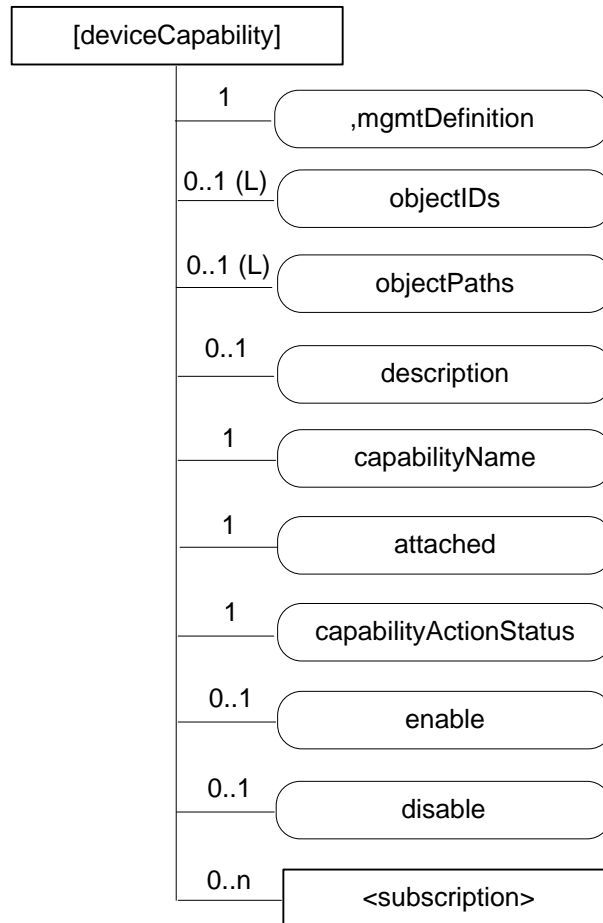 [deviceCapability]
1
,mgmtDefinition
0..1 (L)
objectIDs
0..1 (L)
objectPaths
0..1
description
1
capabilityName
1
attached
1
capabilityActionStatus
0..1
enable
0..1
disable
0..n
<subscription>